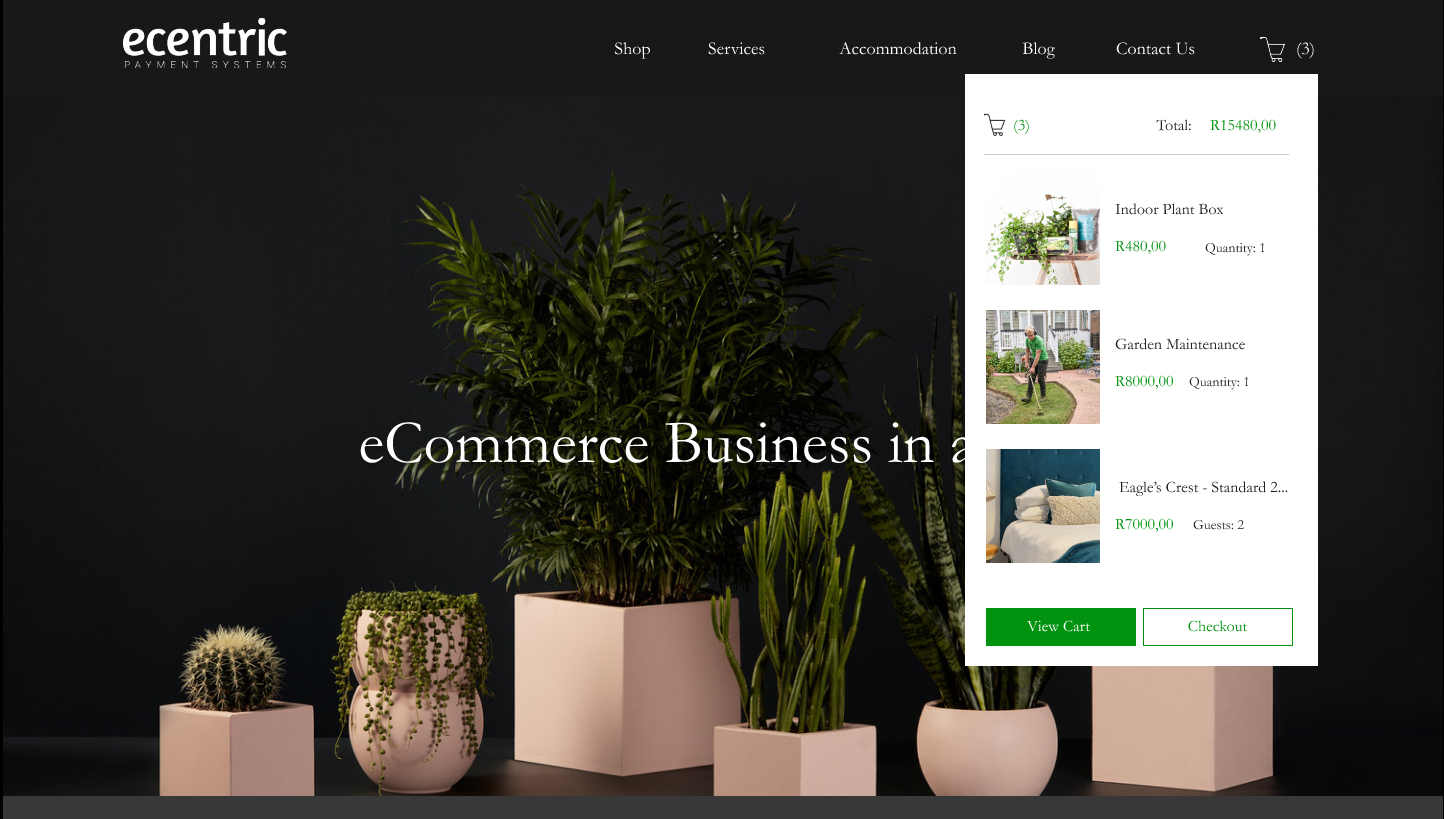 ecentric
PAYMENT SYSTEMS
Shop Services Accommodation Blog Contact Us (3)
(3) Total: R15480,00
Indoor Plant Box
R480,00 Quantity: 1
Garden Maintenance
R8000,00 Quantity: 1
eCommerce Business in a
Eagle’s Crest - Standard 2...
R7000,00 Guests: 2
View Cart Checkout